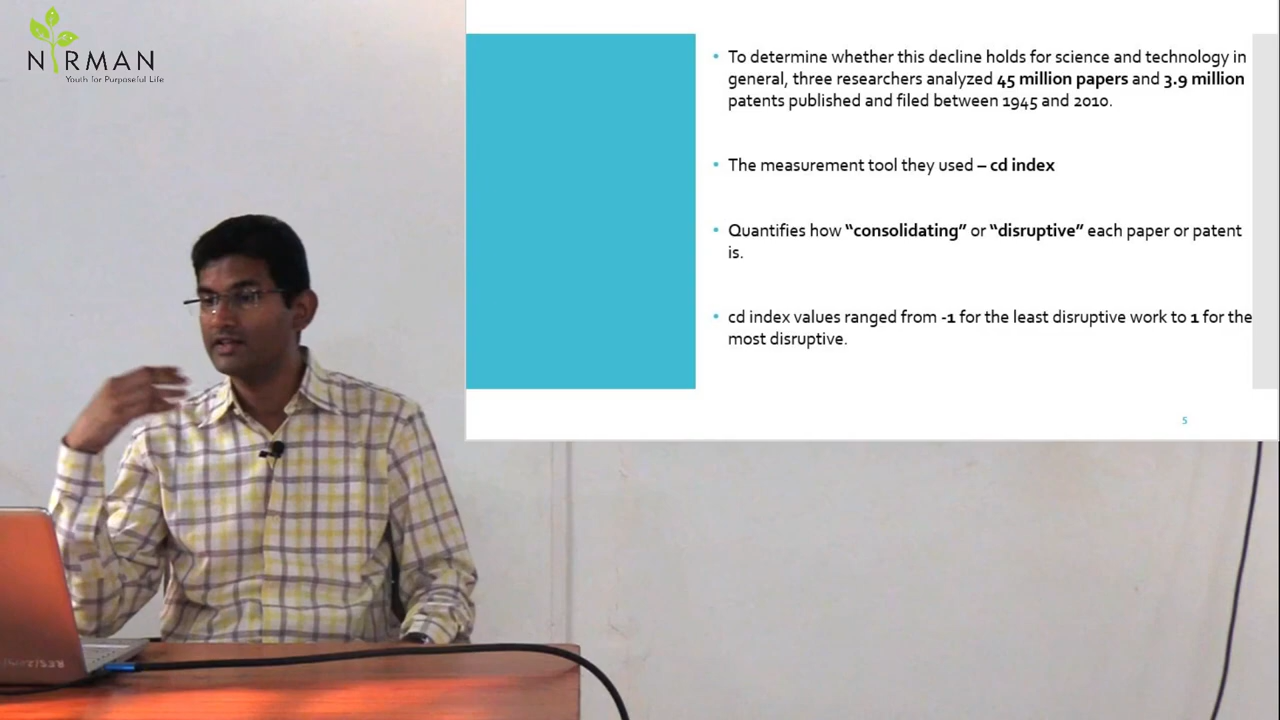 NIRMAN
Youth for Purposeful Life
• To determine whether this decline holds for science and technology in
general, three researchers analyzed 45 million papers and 3.9 million
patents published and filed between 1945 and 2010.
• The measurement tool they used – cd index
• Quantifies how “consolidating” or “disruptive” each paper or patent
is.
• cd index values ranged from -1 for the least disruptive work to 1 for the
most disruptive.
5